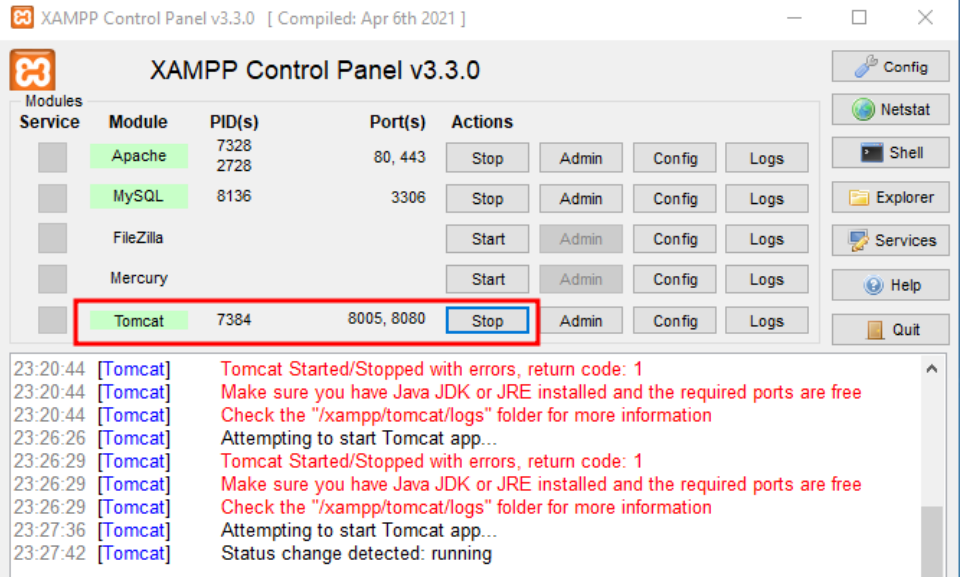 XAMPP Control Panel v3.3.0 [ Compiled: Apr 6th 2021 ]
XAMPP Control Panel v3.3.0
Config
Modules
Service Module PID(s) Port(s) Actions
Netstat
Apache 7328 2728 80, 443 Stop Admin Config Logs
Shell
MySQL 8136 3306 Stop Admin Config Logs
Explorer
FileZilla Start Admin Config Logs
Services
Mercury Start Admin Config Logs
Help
Tomcat 7384 8005, 8080 Stop Admin Config Logs
Quit
23:20:44 [Tomcat] Tomcat Started/Stopped with errors, return code: 1
23:20:44 [Tomcat] Make sure you have Java JDK or JRE installed and the required ports are free
23:20:44 [Tomcat] Check the "/xampp/tomcat/logs" folder for more information
23:26:26 [Tomcat] Attempting to start Tomcat app...
23:26:29 [Tomcat] Tomcat Started/Stopped with errors, return code: 1
23:26:29 [Tomcat] Make sure you have Java JDK or JRE installed and the required ports are free
23:26:29 [Tomcat] Check the "/xampp/tomcat/logs" folder for more information
23:27:36 [Tomcat] Attempting to start Tomcat app...
23:27:42 [Tomcat] Status change detected: running